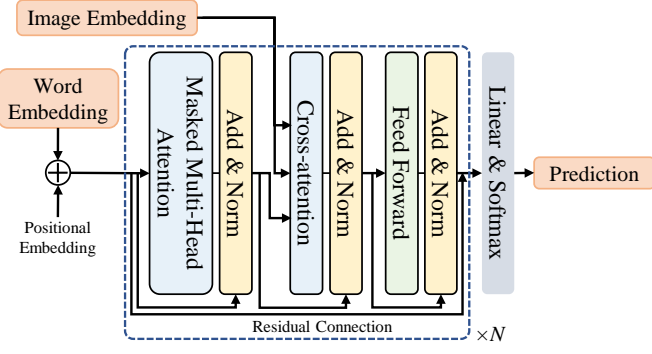 Image Embedding
Word
Embedding
Positional
Embedding
Masked Multi-Head
Attention
Add & Norm
Cross-attention
Add & Norm
Feed Forward
Add & Norm
Linear & Softmax
Prediction
Residual Connection
×N